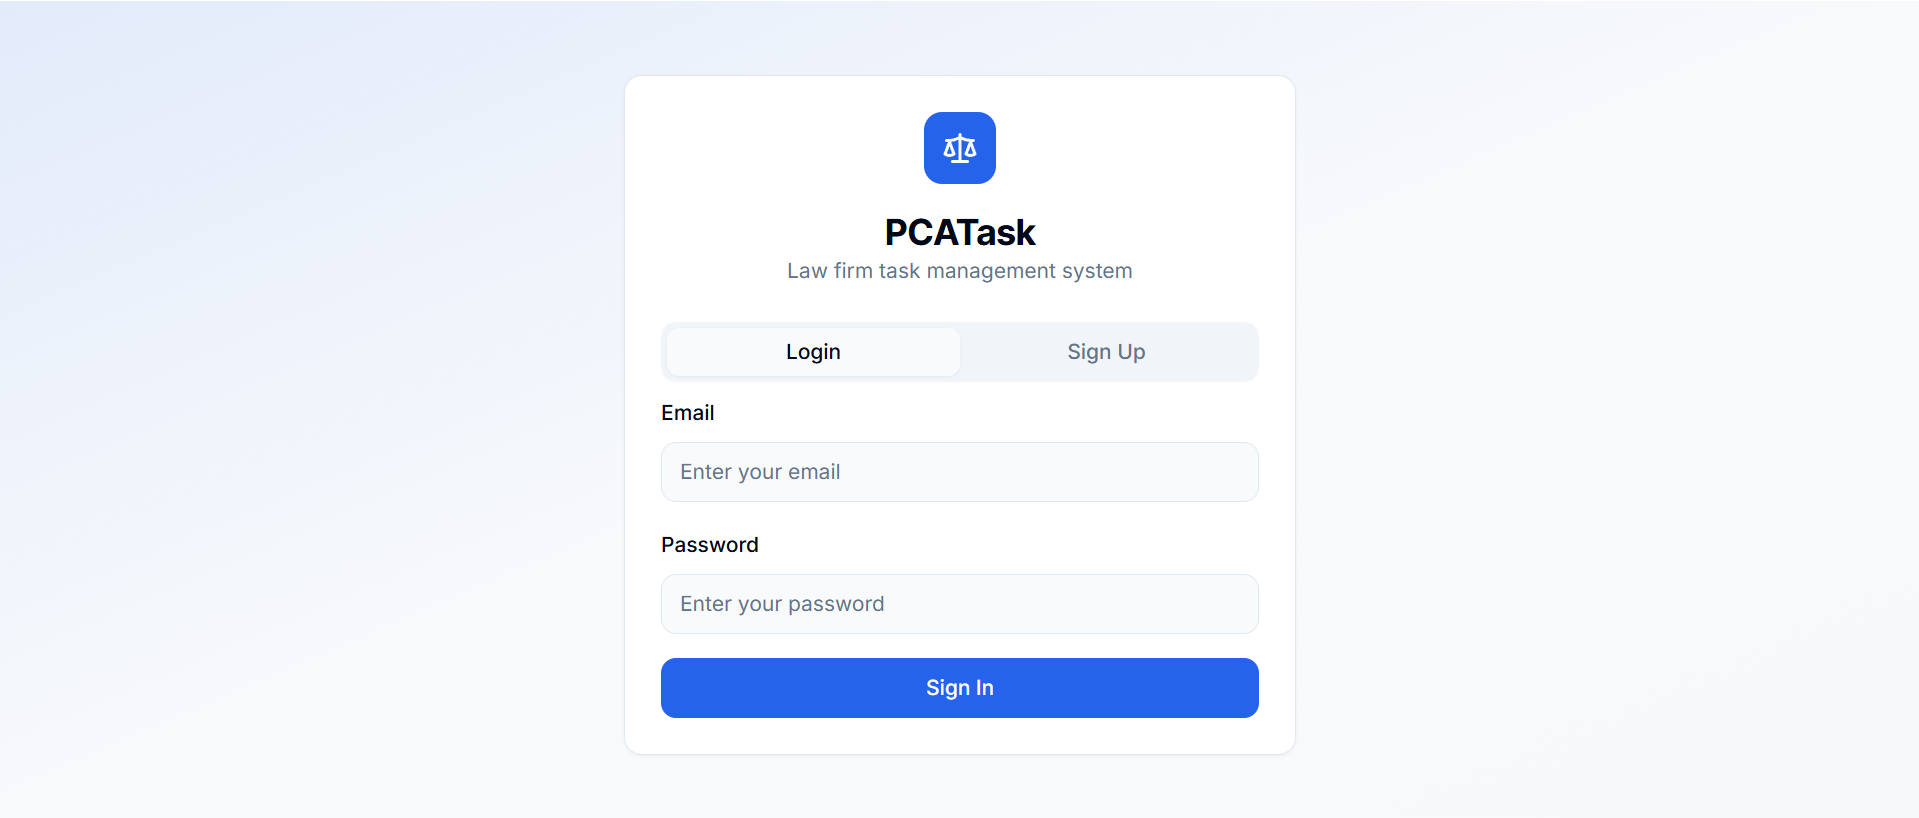 PCATask
Law firm task management system
Login
Sign Up
Email
Enter your email
Password
Enter your password
Sign In